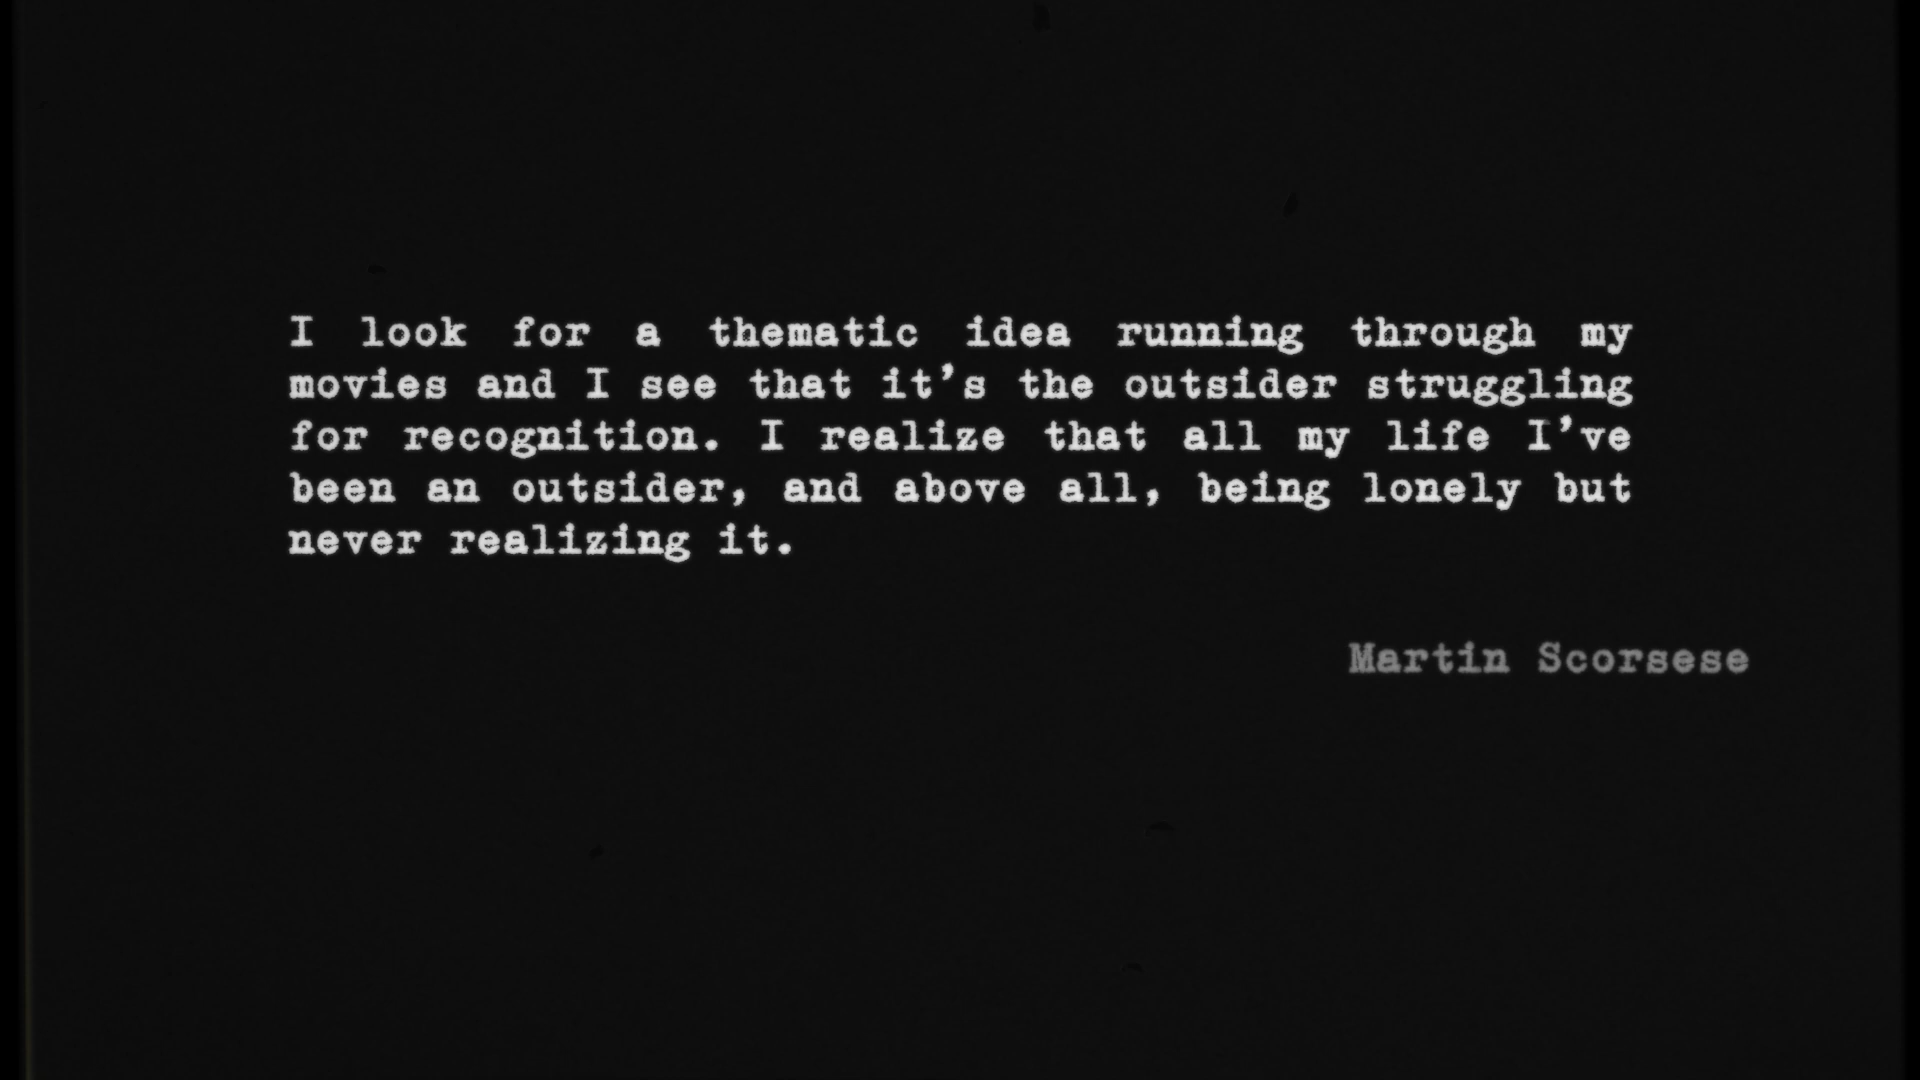 I look for a thematic idea running through my
movies and I see that it's the outsider struggling
for recognition. I realize that all my life I've
been an outsider, and above all, being lonely but
never realizing it.
Martin Scorsese